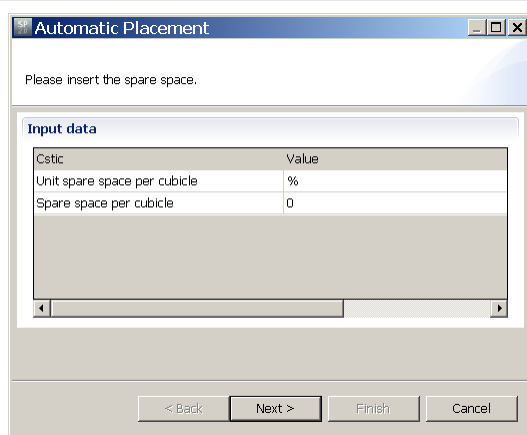 Automatic Placement
Please insert the spare space.
Input data
Cstic Value
Unit spare space per cubicle %
Spare space per cubicle 0
< Back Next > Finish Cancel